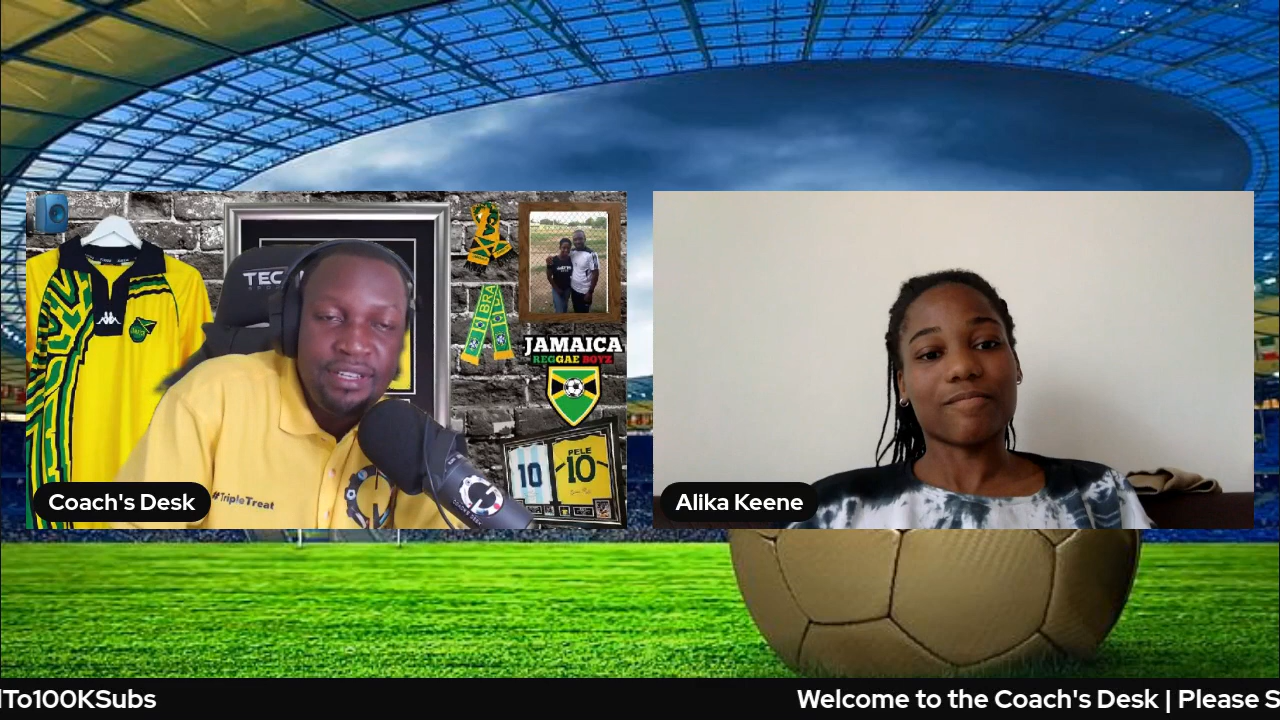 TEC
BRA
JAMAICA
REGGAE BOYZ
10
PELE
10
#TripleTreat
Coach's Desk
Alika Keene
To100KSubs
Welcome to the Coach's Desk | Please S